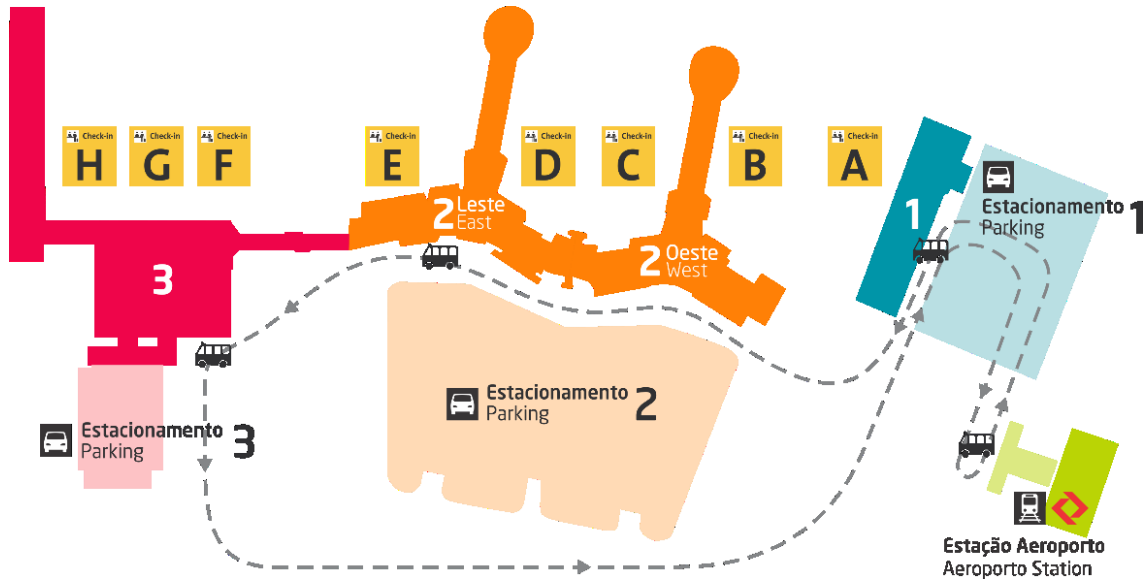 Check-in
H
Check-in
G
Check-in
F
Check-in
E
Check-in
D
Check-in
C
Check-in
B
Check-in
A
2 Leste
East
2 Oeste
West
1
Estacionamento 1
Parking
3
Estacionamento 2
Parking
Estacionamento 3
Parking
Estação Aeroporto
Aeroporto Station